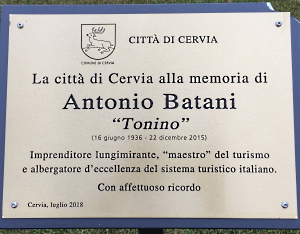 COMUNE DI CERVIA
CITTÀ DI CERVIA
La città di Cervia alla memoria di
Antonio Batani
“Tonino”
(16 giugno 1936 - 22 dicembre 2015)
Imprenditore lungimirante, “maestro” del turismo
e albergatore d’eccellenza del sistema turistico italiano.
Con affettuoso ricordo
Cervia, luglio 2018